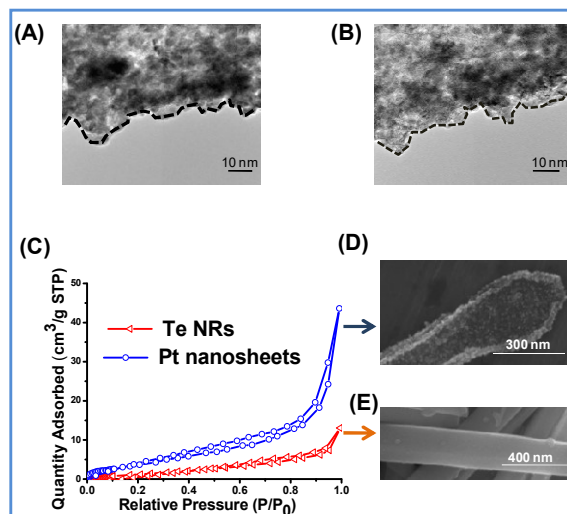 (A)
(B)
10 nm
10 nm
(C)
(D)
Quantity Adsorbed (cm³/g STP)
50
40
30
20
10
0
Te NRs
Pt nanosheets
0.0 0.2 0.4 0.6 0.8 1.0
Relative Pressure (P/P₀)
300 nm
(E)
400 nm